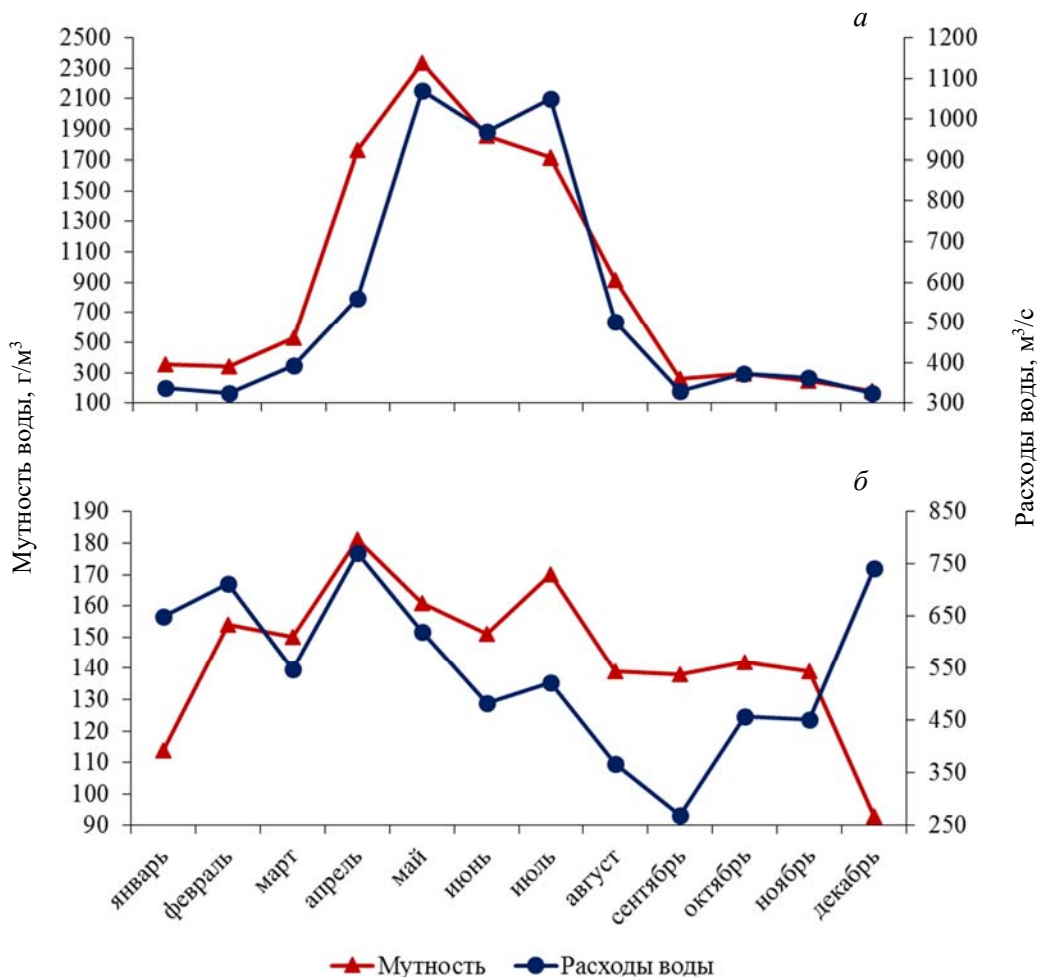 а
2500
2300
2100
1900
1700
1500
1300
1100
900
700
500
300
100
1200
1100
1000
900
800
700
600
500
400
300
Мутность воды, г/м³
Расходы воды, м³/с
б
190
180
170
160
150
140
130
120
110
100
90
850
750
650
550
450
350
250
январь
февраль
март
апрель
май
июнь
июль
август
сентябрь
октябрь
ноябрь
декабрь
Мутность
Расходы воды